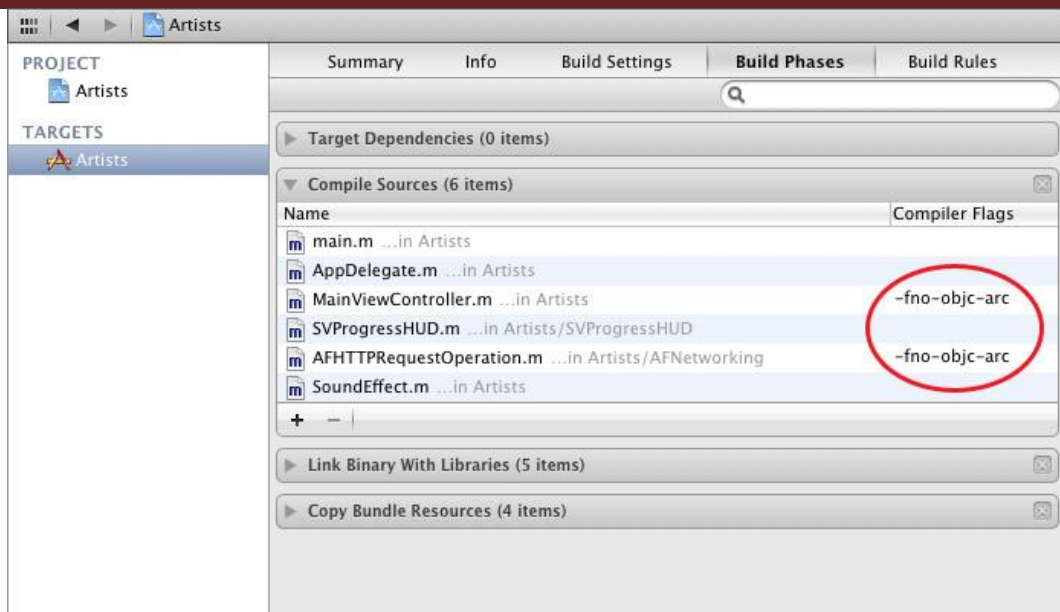 Artists
PROJECT
Artists
TARGETS
Artists
Summary Info Build Settings Build Phases Build Rules
Target Dependencies (0 items)
Compile Sources (6 items)
Name Compiler Flags
main.m ...in Artists
AppDelegate.m ...in Artists
MainViewController.m ...in Artists -fno-objc-arc
SVProgressHUD.m ...in Artists/SVProgressHUD
AFHTTPRequestOperation.m ...in Artists/AFNetworking -fno-objc-arc
SoundEffect.m ...in Artists
Link Binary With Libraries (5 items)
Copy Bundle Resources (4 items)